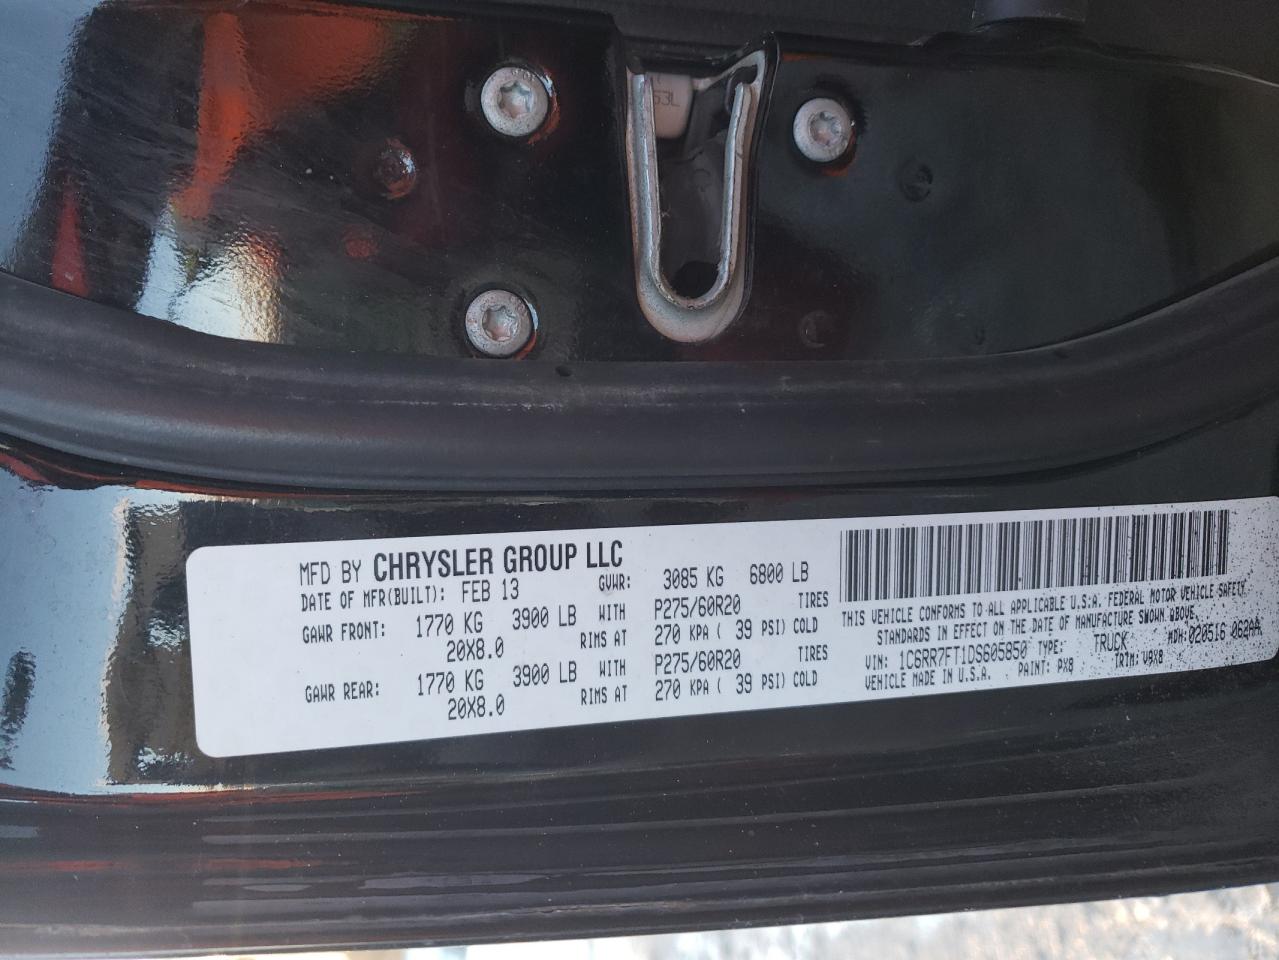 53L
MFD BY CHRYSLER GROUP LLC
DATE OF MFR(BUILT): FEB 13 GVWR: 3085 KG 6800 LB
GAWR FRONT: 1770 KG 3900 LB WITH P275/60R20 TIRES
20X8.0 RIMS AT 270 KPA ( 39 PSI) COLD
GAWR REAR: 1770 KG 3900 LB WITH P275/60R20 TIRES
20X8.0 RIMS AT 270 KPA ( 39 PSI) COLD
THIS VEHICLE CONFORMS TO ALL APPLICABLE U.S.A. FEDERAL MOTOR VEHICLE SAFETY
STANDARDS IN EFFECT ON THE DATE OF MANUFACTURE SHOWN ABOVE.
VIN: 1C6RR7FT1DS605850 TYPE: TRUCK MDH: 020516 062AA
VEHICLE MADE IN U.S.A. PAINT: PX8 TRIM: V9X8